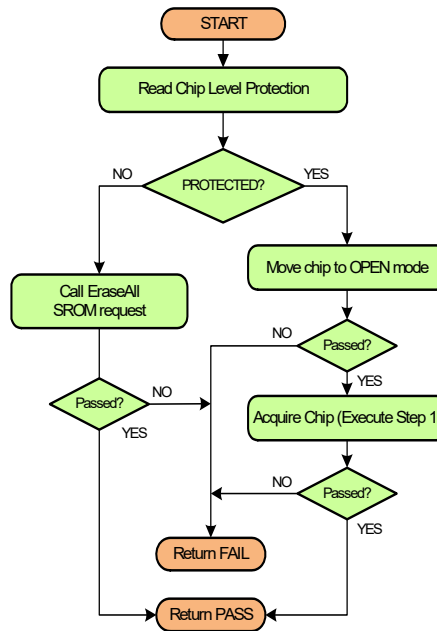 START
Read Chip Level Protection
NO
YES
PROTECTED?
Call EraseAll
SROM request
Move chip to OPEN mode
NO
Passed?
YES
Passed?
NO
YES
Acquire Chip (Execute Step 1
NO
Passed?
YES
Return FAIL
Return PASS